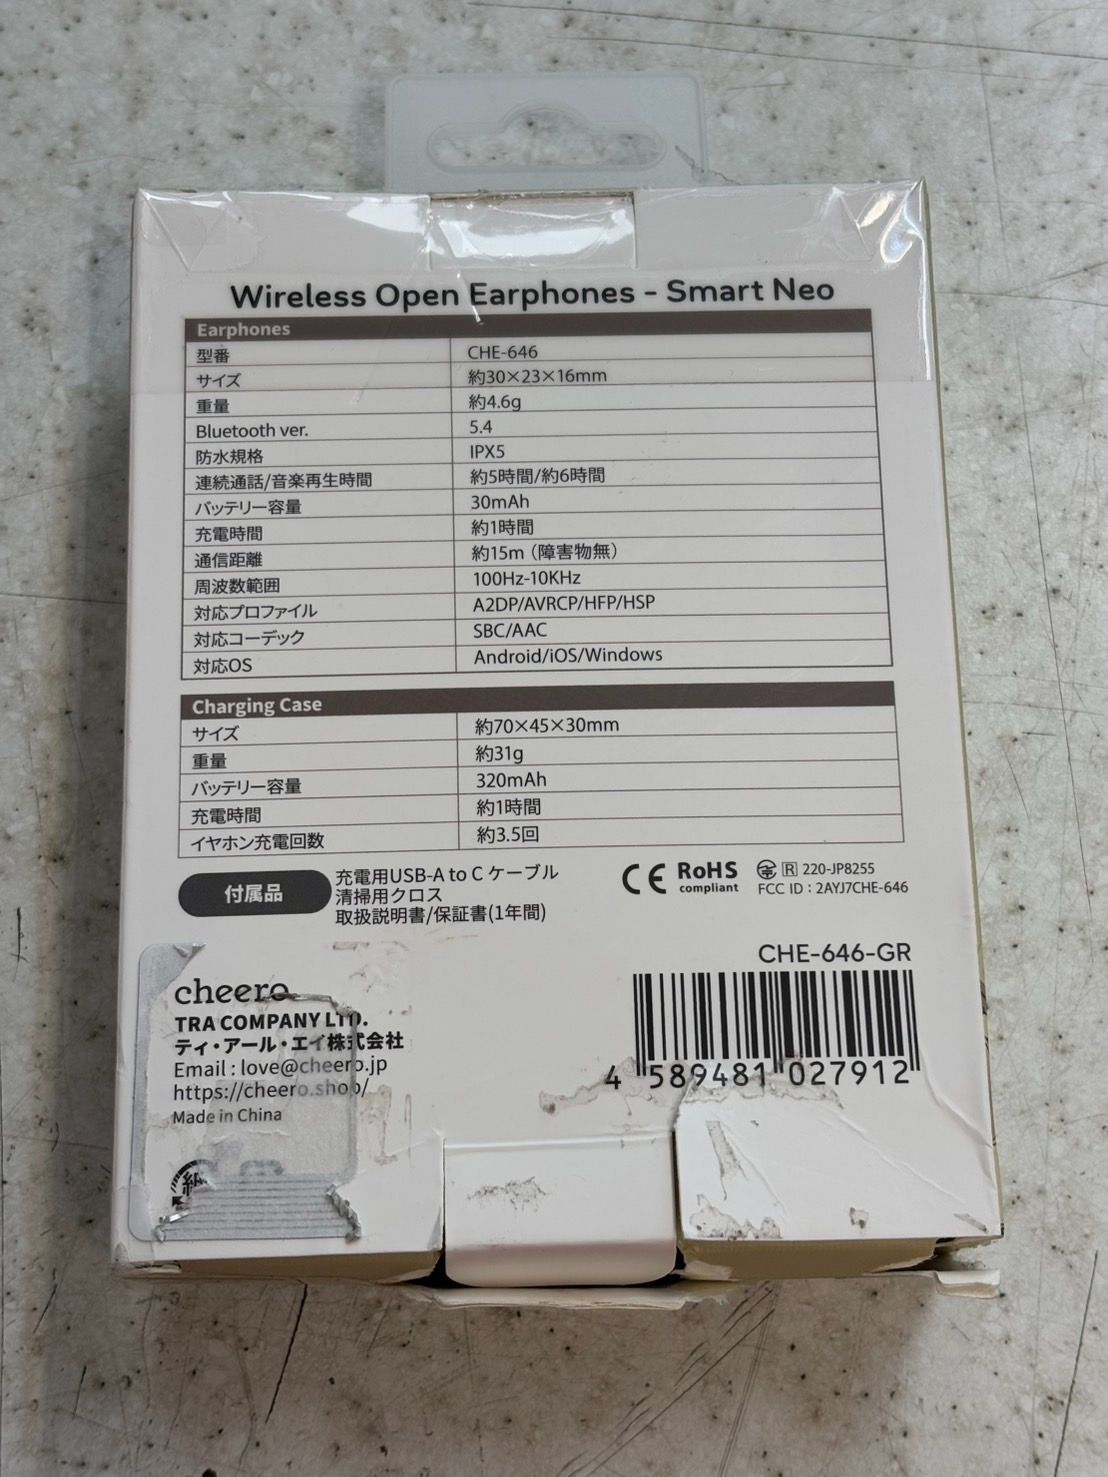 Wireless Open Earphones - Smart Neo
Earphones
型番 CHE-646
サイズ 約30×23×16mm
重量 約4.6g
Bluetooth ver. 5.4
防水規格 IPX5
連続通話/音楽再生時間 約5時間/約6時間
バッテリー容量 30mAh
充電時間 約1時間
通信距離 約15m（障害物無）
周波数範囲 100Hz-10KHz
対応プロファイル A2DP/AVRCP/HFP/HSP
対応コーデック SBC/AAC
対応OS Android/iOS/Windows
Charging Case
サイズ 約70×45×30mm
重量 約31g
バッテリー容量 320mAh
充電時間 約1時間
イヤホン充電回数 約3.5回
付属品
充電用USB-A to C ケーブル
清掃用クロス
取扱説明書/保証書(1年間)
CE RoHS compliant
R 220-JP8255
FCC ID : 2AYJ7CHE-646
CHE-646-GR
4 589481 027912
cheero
TRA COMPANY LTD.
ティ・アール・エイ株式会社
Email : love@cheero.jp
https://cheero.shop/
Made in China